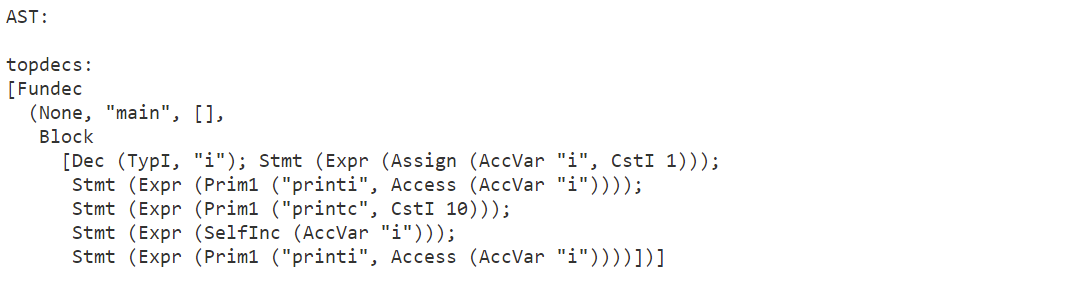 AST:
topdecs:
[Fundec
(None, "main", [],
Block
[Dec (TypI, "i"); Stmt (Expr (Assign (AccVar "i", CstI 1)));
Stmt (Expr (Prim1 ("printi", Access (AccVar "i"))));
Stmt (Expr (Prim1 ("printc", CstI 10)));
Stmt (Expr (SelfInc (AccVar "i")));
Stmt (Expr (Prim1 ("printi", Access (AccVar "i"))))])]